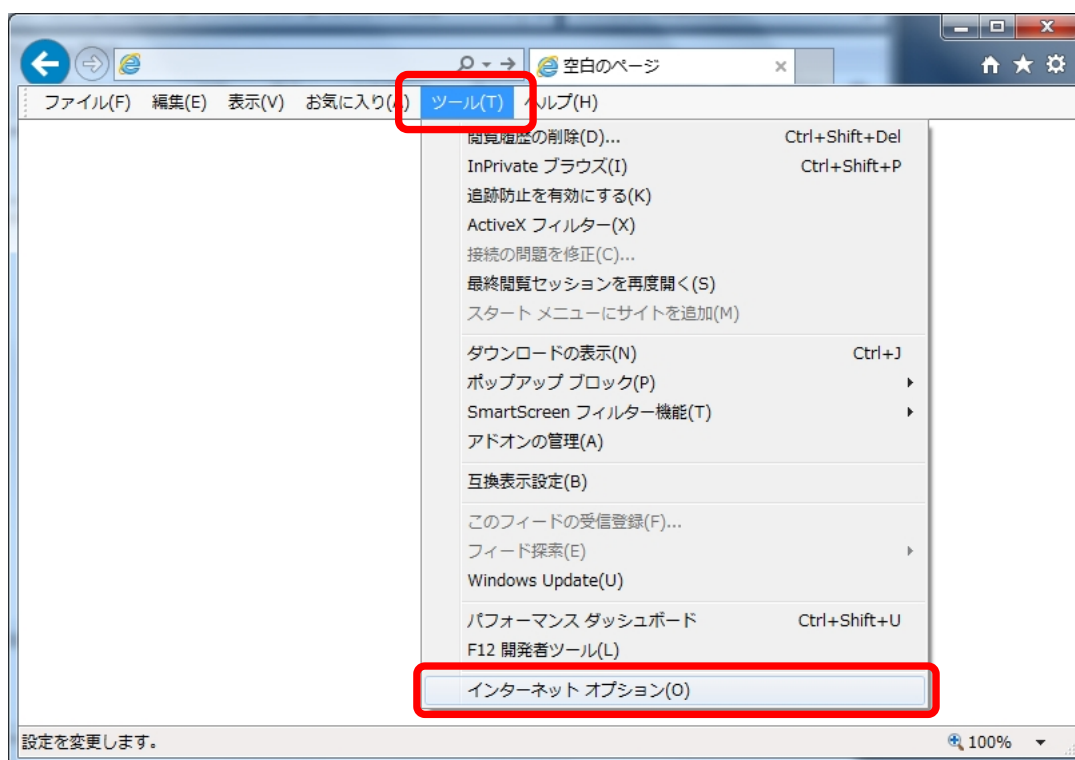 空白のページ
ファイル(F) 編集(E) 表示(V) お気に入り(A) ツール(T) ヘルプ(H)
閲覧履歴の削除(D)... Ctrl+Shift+Del
InPrivate ブラウズ(I) Ctrl+Shift+P
追跡防止を有効にする(K)
ActiveX フィルター(X)
接続の問題を修正(C)...
最終閲覧セッションを再度開く(S)
スタート メニューにサイトを追加(M)
ダウンロードの表示(N) Ctrl+J
ポップアップ ブロック(P)
SmartScreen フィルター機能(T)
アドオンの管理(A)
互換表示設定(B)
このフィードの受信登録(F)...
フィード探索(E)
Windows Update(U)
パフォーマンス ダッシュボード Ctrl+Shift+U
F12 開発者ツール(L)
インターネット オプション(O)
設定を変更します。 100%